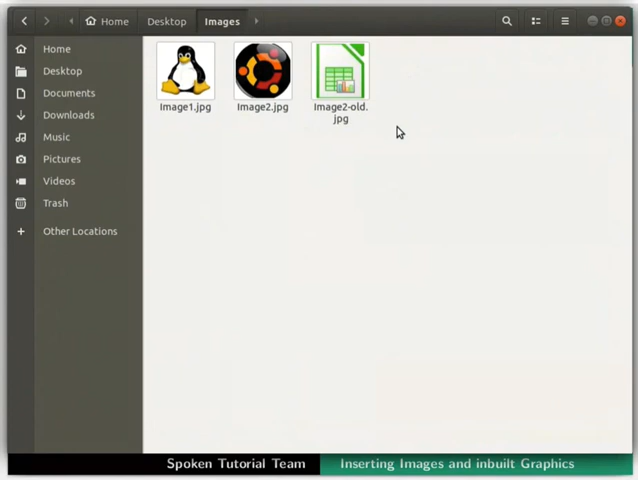 Home Desktop Images
Home
Desktop
Documents
Downloads
Music
Pictures
Videos
Trash
Other Locations
Image1.jpg Image2.jpg Image2-old.
jpg
Spoken Tutorial Team Inserting Images and inbuilt Graphics